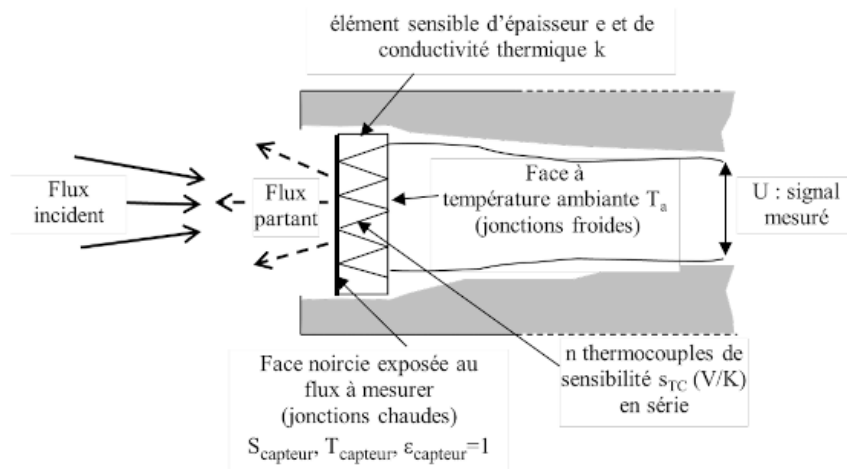 élément sensible d'épaisseur e et de
conductivité thermique k
Flux
incident
Flux
partant
Face à
température ambiante Ta
(jonctions froides)
U : signal
mesuré
Face noircie exposée au
flux à mesurer
(jonctions chaudes)
Scapteur, Tcapteur, εcapteur=1
n thermocouples de
sensibilité sTC (V/K)
en série